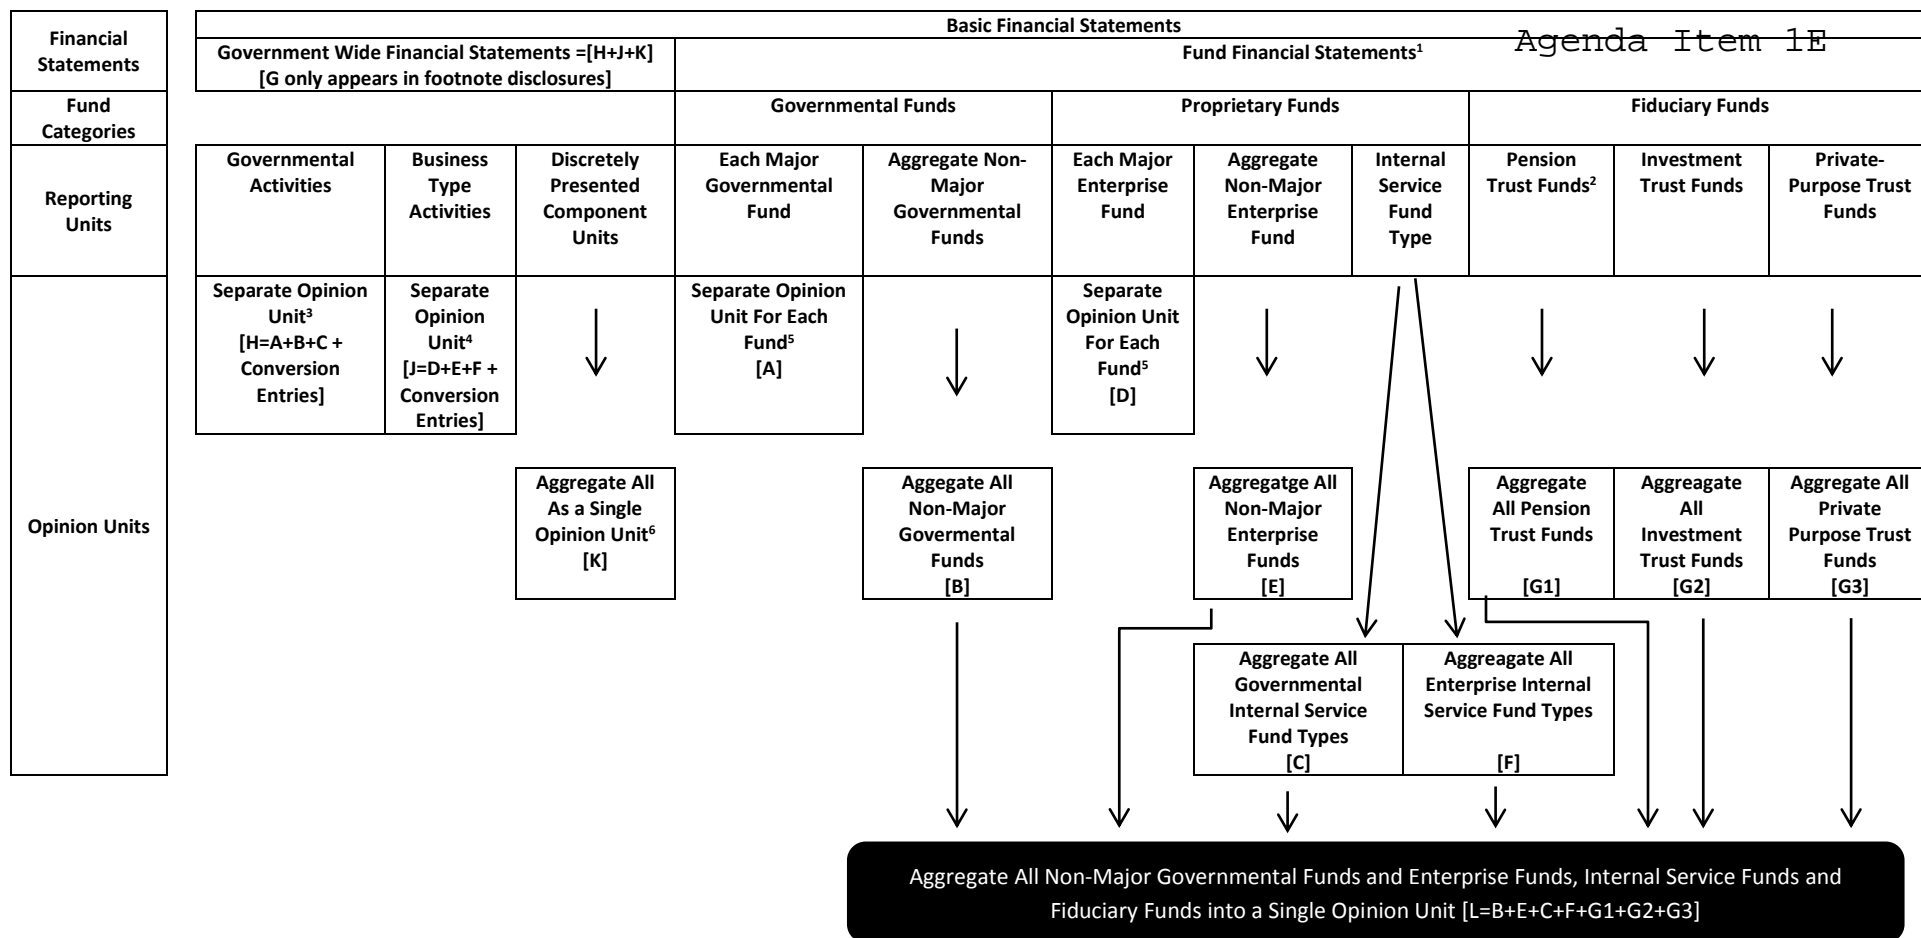 Agenda Item 1E
Financial
Statements
Basic Financial Statements
Government Wide Financial Statements =[H+J+K]
[G only appears in footnote disclosures]
Fund Financial Statements¹
Fund
Categories
Governmental Funds
Proprietary Funds
Fiduciary Funds
Reporting
Units
Governmental
Activities
Business
Type
Activities
Discretely
Presented
Component
Units
Each Major
Governmental
Fund
Aggregate Non-
Major
Governmental
Funds
Each Major
Enterprise
Fund
Aggregate
Non-Major
Enterprise
Fund
Internal
Service
Fund
Type
Pension
Trust Funds²
Investment
Trust Funds
Private-
Purpose Trust
Funds
Opinion Units
Separate Opinion
Unit³
[H=A+B+C +
Conversion
Entries]
Separate
Opinion
Unit⁴
[J=D+E+F +
Conversion
Entries]
Separate Opinion
Unit For Each
Fund⁵
[A]
Separate
Opinion Unit
For Each
Fund⁵
[D]
Aggregate All
As a Single
Opinion Unit⁶
[K]
Aggegate All
Non-Major
Govermental
Funds
[B]
Aggregatge All
Non-Major
Enterprise
Funds
[E]
Aggregate
All Pension
Trust Funds
[G1]
Aggreagate
All
Investment
Trust Funds
[G2]
Aggregate All
Private
Purpose Trust
Funds
[G3]
Aggregate All
Governmental
Internal Service
Fund Types
[C]
Aggreagate All
Enterprise Internal
Service Fund Types
[F]
Aggregate All Non-Major Governmental Funds and Enterprise Funds, Internal Service Funds and
Fiduciary Funds into a Single Opinion Unit [L=B+E+C+F+G1+G2+G3]